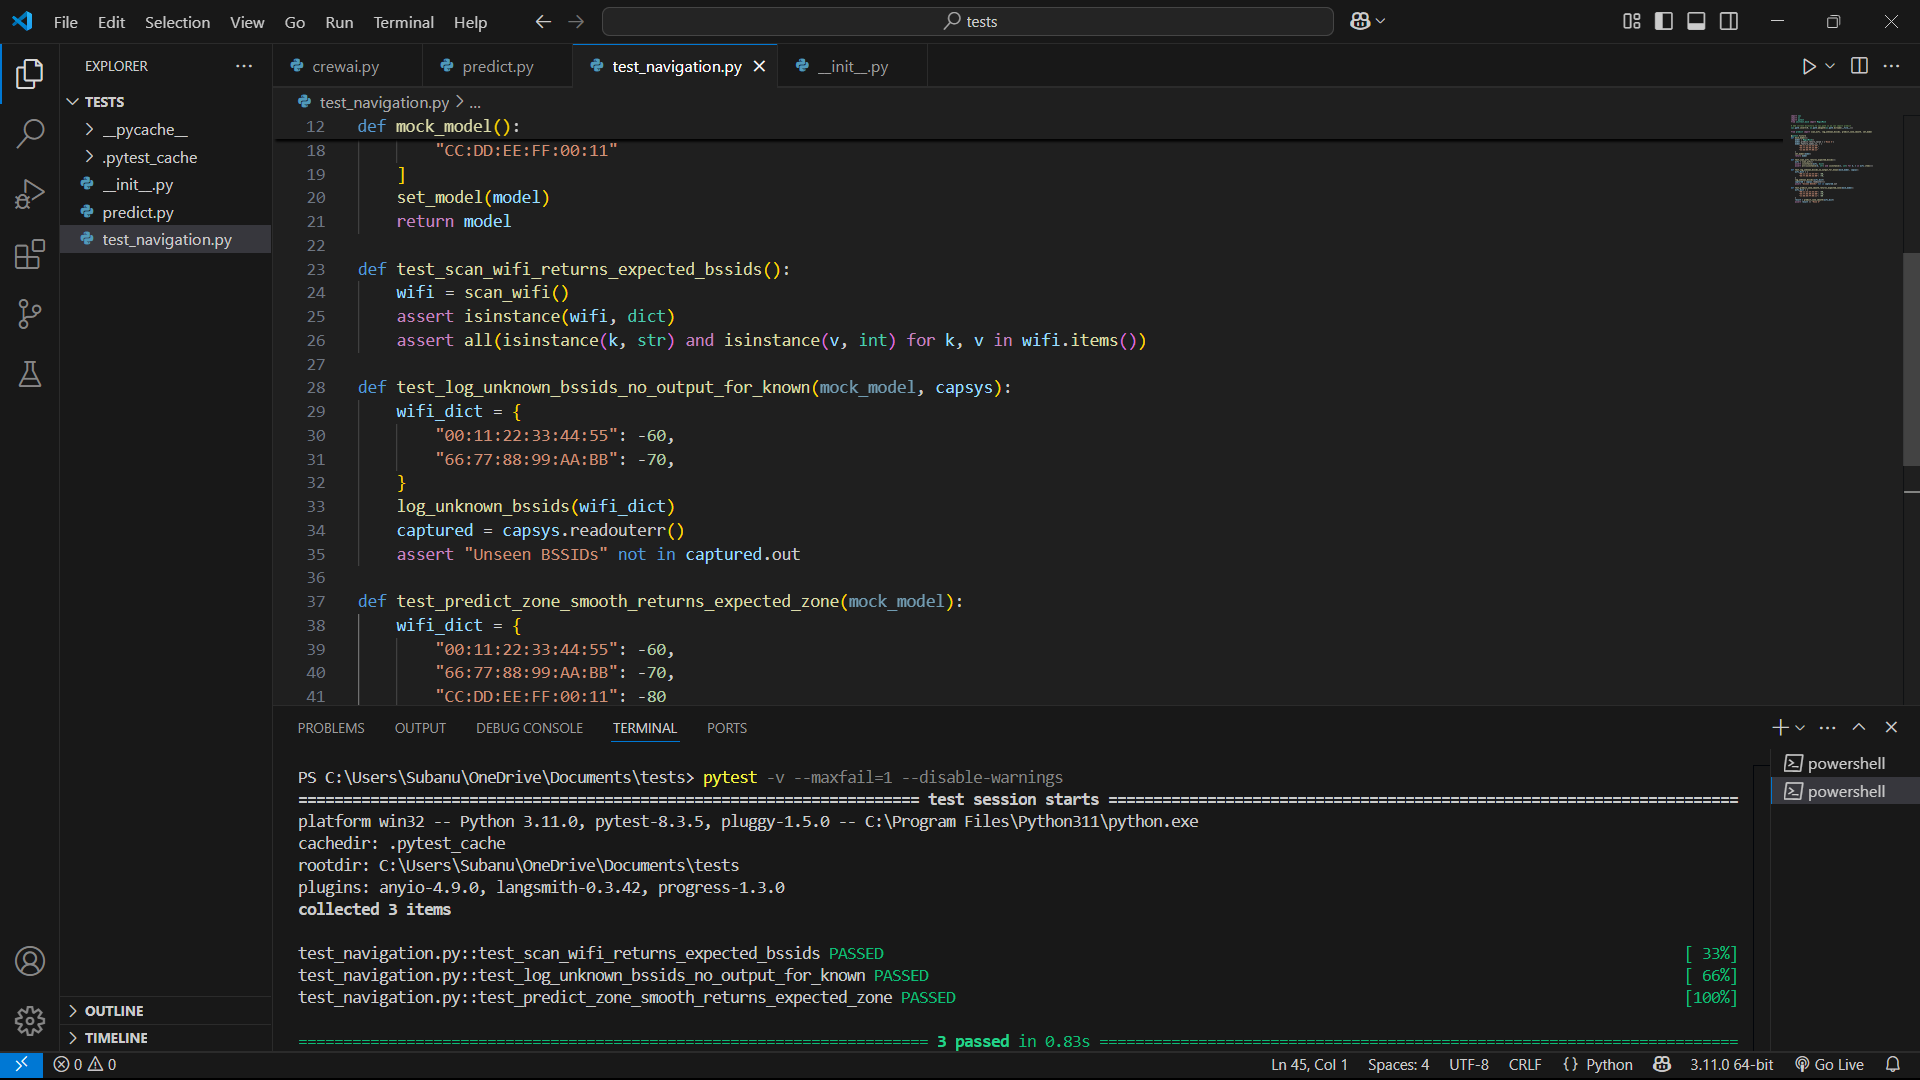 File Edit Selection View Go Run Terminal Help
tests
EXPLORER
TESTS
__pycache__
.pytest_cache
__init__.py
predict.py
test_navigation.py
OUTLINE
TIMELINE
crewai.py predict.py test_navigation.py __init__.py
test_navigation.py > ...
12 def mock_model():
18 "CC:DD:EE:FF:00:11"
19 ]
20 set_model(model)
21 return model
22
23 def test_scan_wifi_returns_expected_bssids():
24 wifi = scan_wifi()
25 assert isinstance(wifi, dict)
26 assert all(isinstance(k, str) and isinstance(v, int) for k, v in wifi.items())
27
28 def test_log_unknown_bssids_no_output_for_known(mock_model, capsys):
29 wifi_dict = {
30 "00:11:22:33:44:55": -60,
31 "66:77:88:99:AA:BB": -70,
32 }
33 log_unknown_bssids(wifi_dict)
34 captured = capsys.readouterr()
35 assert "Unseen BSSIDs" not in captured.out
36
37 def test_predict_zone_smooth_returns_expected_zone(mock_model):
38 wifi_dict = {
39 "00:11:22:33:44:55": -60,
40 "66:77:88:99:AA:BB": -70,
41 "CC:DD:EE:FF:00:11": -80
PROBLEMS OUTPUT DEBUG CONSOLE TERMINAL PORTS
powershell
powershell
PS C:\Users\Subanu\OneDrive\Documents\tests> pytest -v --maxfail=1 --disable-warnings
===================================================================== test session starts ======================================================================
platform win32 -- Python 3.11.0, pytest-8.3.5, pluggy-1.5.0 -- C:\Program Files\Python311\python.exe
cachedir: .pytest_cache
rootdir: C:\Users\Subanu\OneDrive\Documents\tests
plugins: anyio-4.9.0, langsmith-0.3.42, progress-1.3.0
collected 3 items
test_navigation.py::test_scan_wifi_returns_expected_bssids PASSED [ 33%]
test_navigation.py::test_log_unknown_bssids_no_output_for_known PASSED [ 66%]
test_navigation.py::test_predict_zone_smooth_returns_expected_zone PASSED [100%]
====================================================================== 3 passed in 0.83s =======================================================================
0 0 Ln 45, Col 1 Spaces: 4 UTF-8 CRLF {} Python 3.11.0 64-bit Go Live